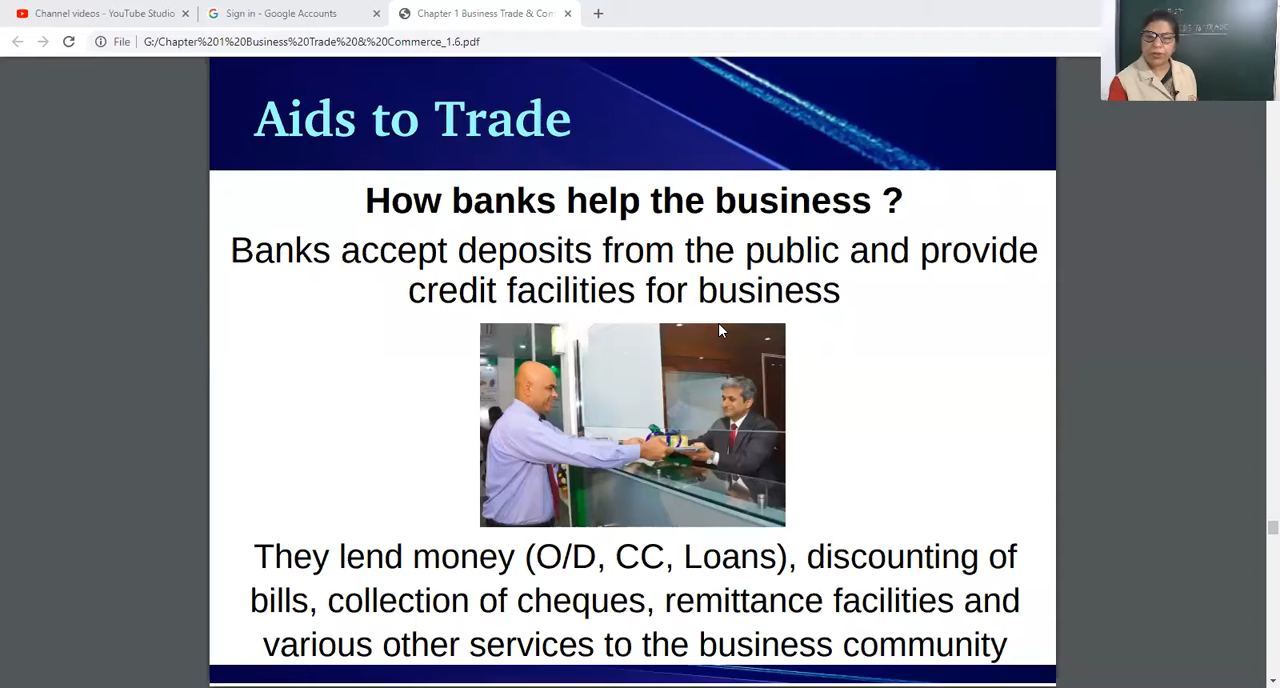 Channel videos - YouTube Studio
Sign in - Google Accounts
Chapter 1 Business Trade & Com
File
G:/Chapter%201%20Business%20Trade%20&%20Commerce_1.6.pdf
Aids to Trade
How banks help the business ?
Banks accept deposits from the public and provide
credit facilities for business
They lend money (O/D, CC, Loans), discounting of
bills, collection of cheques, remittance facilities and
various other services to the business community